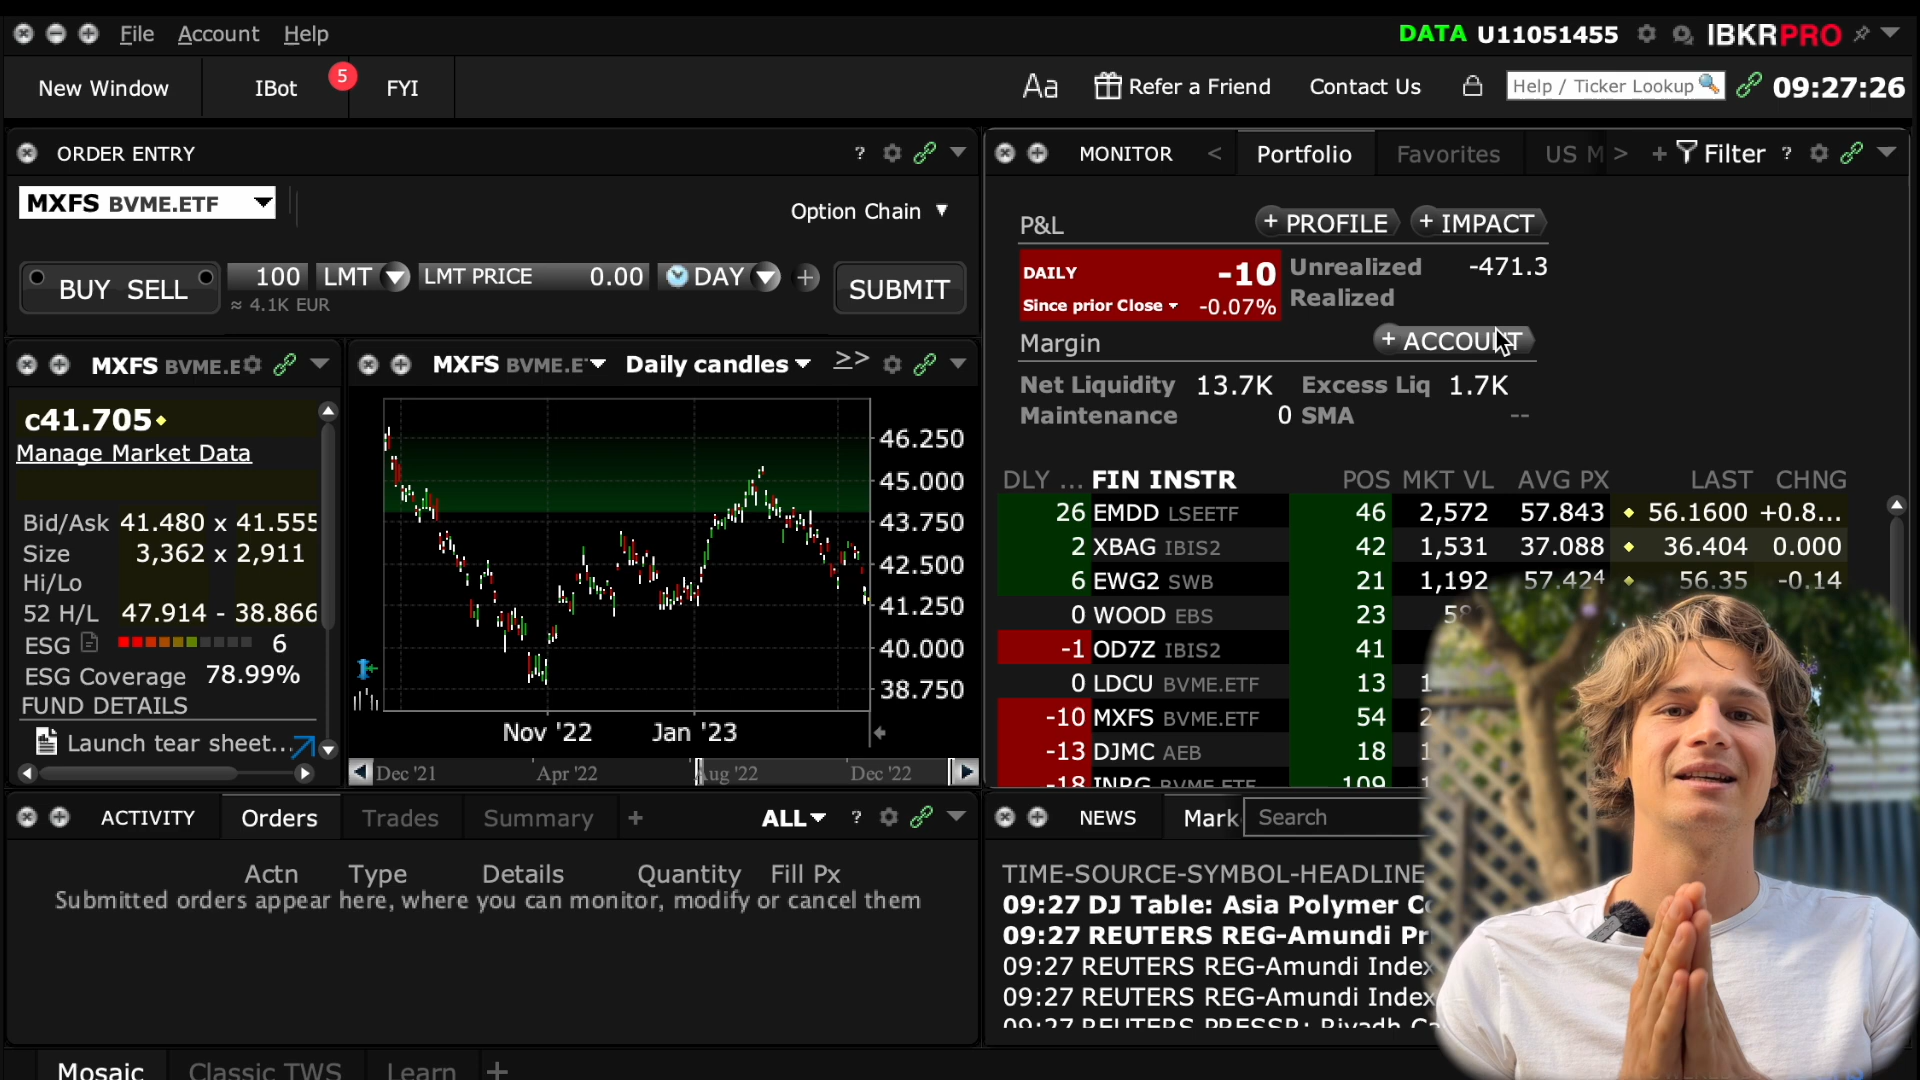 File Account Help
DATA U11051455 IBKRPRO
New Window IBot 5 FYI
Aa Refer a Friend Contact Us Help / Ticker Lookup 09:27:26
ORDER ENTRY ?
MXFS BVME.ETF
Option Chain
BUY SELL 100 LMT LMT PRICE 0.00 DAY + SUBMIT
≈ 4.1K EUR
MXFS BVME.E
c41.705
Manage Market Data
Bid/Ask 41.480 x 41.555
Size 3,362 x 2,911
Hi/Lo
52 H/L 47.914 - 38.866
ESG 6
ESG Coverage 78.99%
FUND DETAILS
Launch tear sheet...
MXFS BVME.E Daily candles >>
46.250
45.000
43.750
42.500
41.250
40.000
38.750
Nov '22 Jan '23
Dec '21 Apr '22 Aug '22 Dec '22
MONITOR < Portfolio Favorites US M > + Filter ?
P&L + PROFILE + IMPACT
DAILY -10 Unrealized -471.3
Since prior Close -0.07% Realized
Margin + ACCOUNT
Net Liquidity 13.7K Excess Liq 1.7K
Maintenance 0 SMA --
DLY ... FIN INSTR POS MKT VL AVG PX LAST CHNG
26 EMDD LSEETF 46 2,572 57.843 56.1600 +0.8...
2 XBAG IBIS2 42 1,531 37.088 36.404 0.000
6 EWG2 SWB 21 1,192 57.424 56.35 -0.14
0 WOOD EBS 23
-1 OD7Z IBIS2 41
0 LDCU BVME.ETF 13
-10 MXFS BVME.ETF 54
-13 DJMC AEB 18
-18 INRG BVME.ETF 109
ACTIVITY Orders Trades Summary + ALL ?
Actn Type Details Quantity Fill Px
Submitted orders appear here, where you can monitor, modify or cancel them
NEWS Mark Search
TIME-SOURCE-SYMBOL-HEADLINE
09:27 DJ Table: Asia Polymer
09:27 REUTERS REG-Amundi Pr
09:27 REUTERS REG-Amundi Index
09:27 REUTERS REG-Amundi Index
09:27 REUTERS PRESSR: Riyadh
Mosaic Classic TWS Learn +